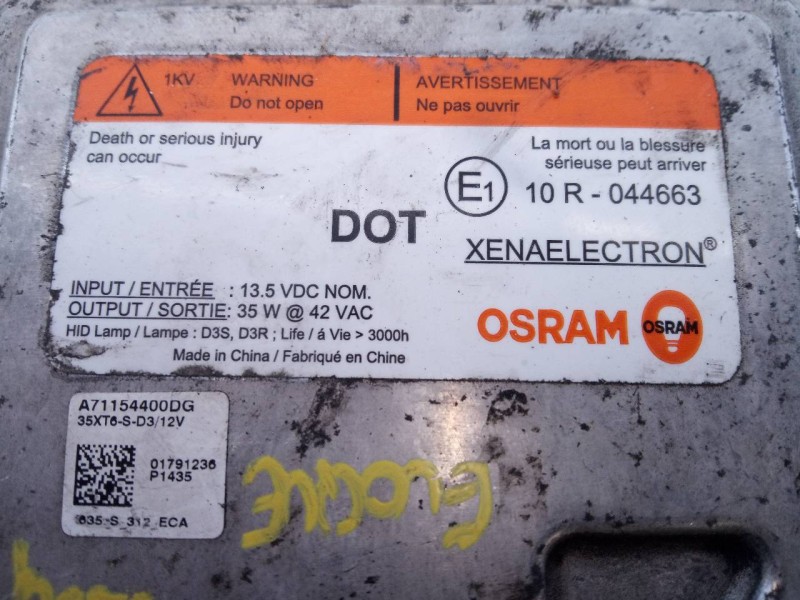 1KV WARNING AVERTISSEMENT
Do not open Ne pas ouvrir
Death or serious injury
can occur
La mort ou la blessure
sérieuse peut arriver
E1 10 R - 044663
DOT
XENAELECTRON®
INPUT / ENTRÉE : 13.5 VDC NOM.
OUTPUT / SORTIE: 35 W @ 42 VAC
HID Lamp / Lampe : D3S, D3R ; Life / á Vie > 3000h
Made in China / Fabriqué en Chine
OSRAM OSRAM
A71154400DG
35XT6-S-D3/12V
01791236
P1435
635 S 312 ECA